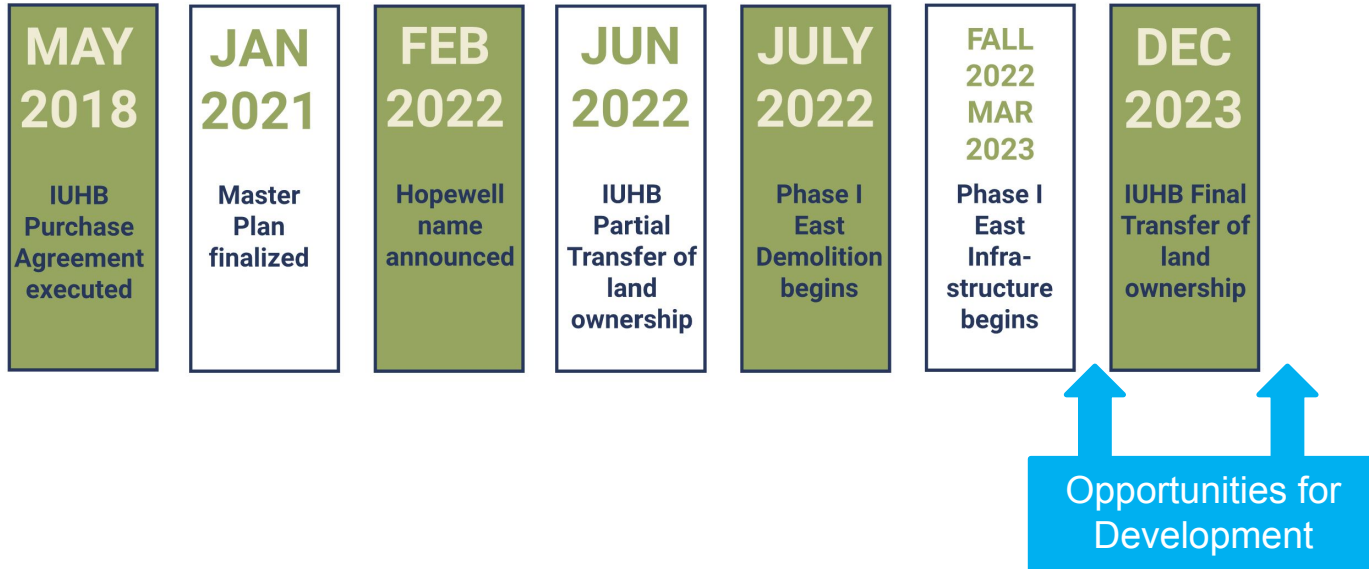 MAY
2018
IUHB
Purchase
Agreement
executed
JAN
2021
Master
Plan
finalized
FEB
2022
Hopewell
name
announced
JUN
2022
IUHB
Partial
Transfer of
land
ownership
JULY
2022
Phase I
East
Demolition
begins
FALL
2022
MAR
2023
Phase I
East
Infra-
structure
begins
DEC
2023
IUHB Final
Transfer of
land
ownership
Opportunities for
Development